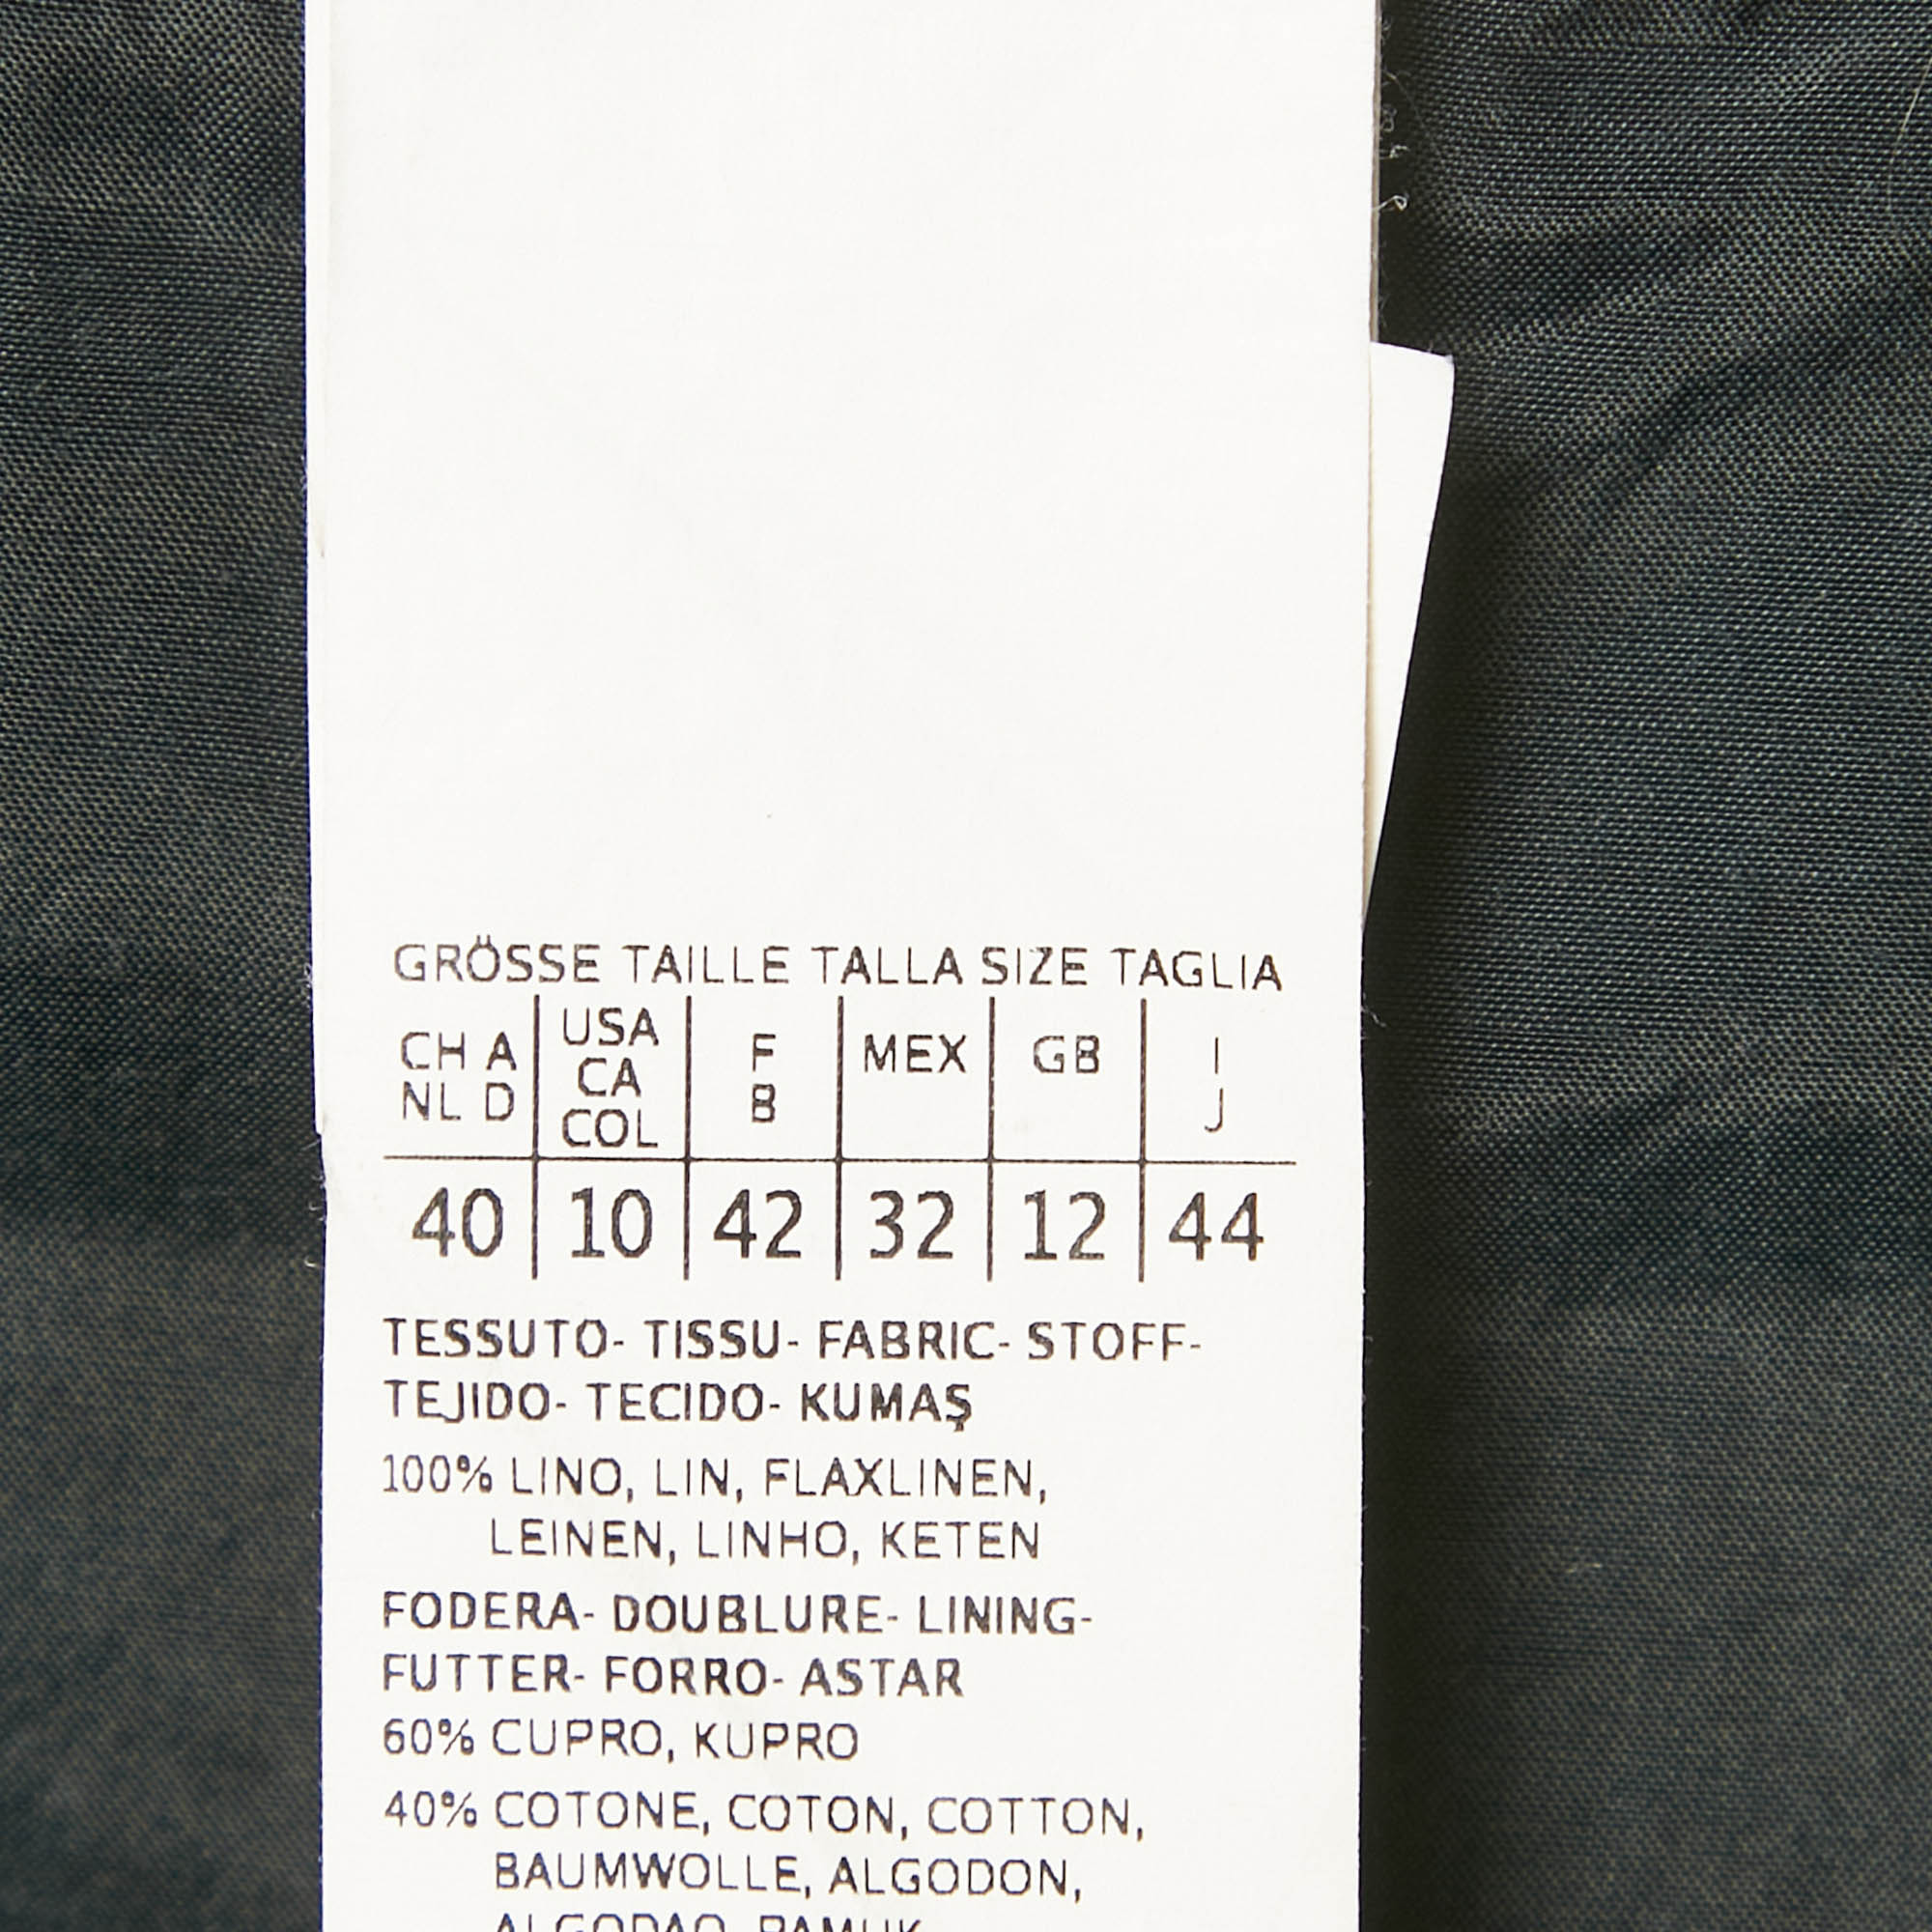 GRÖSSE TAILLE TALLA SIZE TAGLIA
CH A NL D | USA CA COL | F B | MEX | GB | I J
40 | 10 | 42 | 32 | 12 | 44
TESSUTO- TISSU- FABRIC- STOFF-
TEJIDO- TECIDO- KUMAŞ
100% LINO, LIN, FLAXLINEN,
LEINEN, LINHO, KETEN
FODERA- DOUBLURE- LINING-
FUTTER- FORRO- ASTAR
60% CUPRO, KUPRO
40% COTONE, COTON, COTTON,
BAUMWOLLE, ALGODON,
ALGODAO, PAMUK